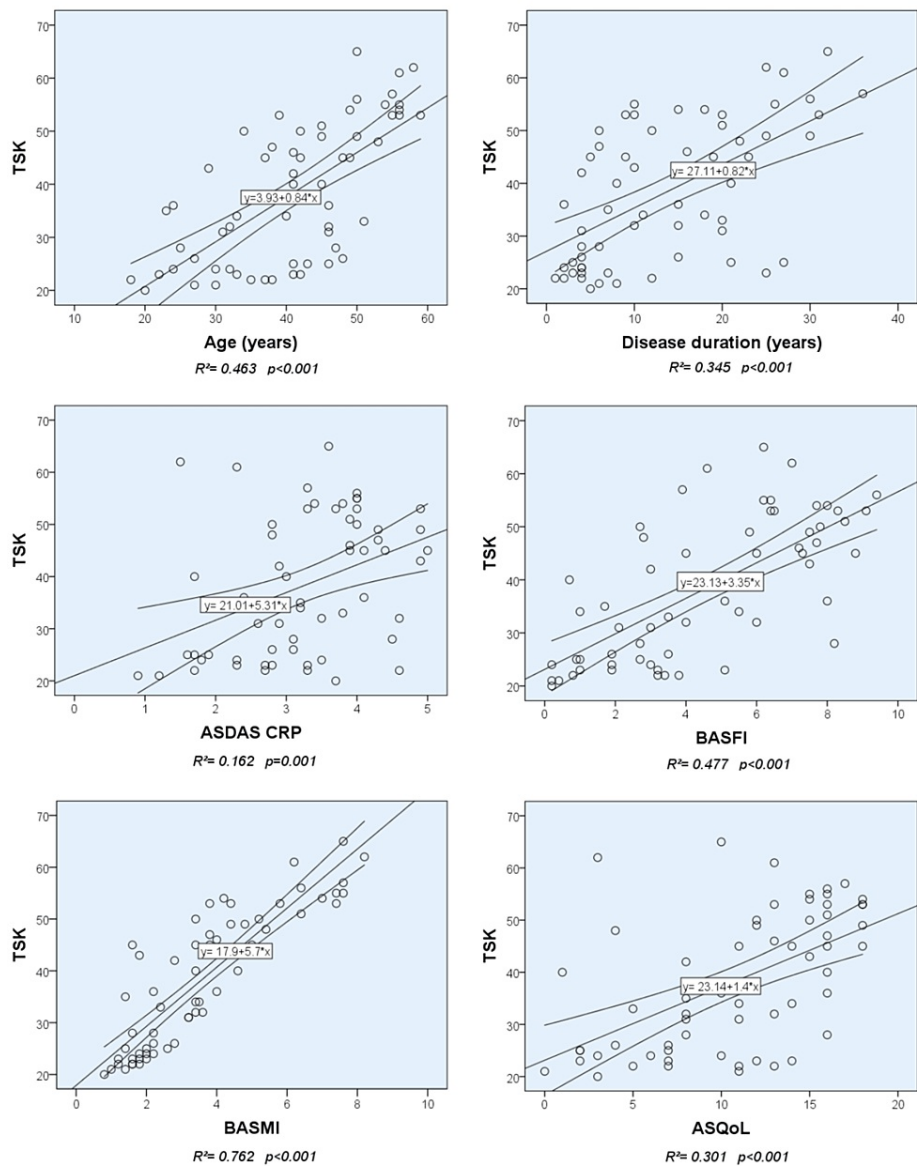 70
60
50
40
30
20
TSK
y=3.93+0.84*x
10 20 30 40 50 60
Age (years)
R²= 0.463 p<0.001
70
60
50
40
30
20
TSK
y= 27.11+0.82*x
0 10 20 30 40
Disease duration (years)
R²= 0.345 p<0.001
70
60
50
40
30
20
TSK
y= 21.01+5.31*x
0 1 2 3 4 5
ASDAS CRP
R²= 0.162 p=0.001
70
60
50
40
30
20
TSK
y=23.13+3.35*x
0 2 4 6 8 10
BASFI
R²= 0.477 p<0.001
70
60
50
40
30
20
TSK
y= 17.9+5.7*x
0 2 4 6 8 10
BASMI
R²= 0.762 p<0.001
70
60
50
40
30
20
TSK
y= 23.14+1.4*x
0 5 10 15 20
ASQoL
R²= 0.301 p<0.001